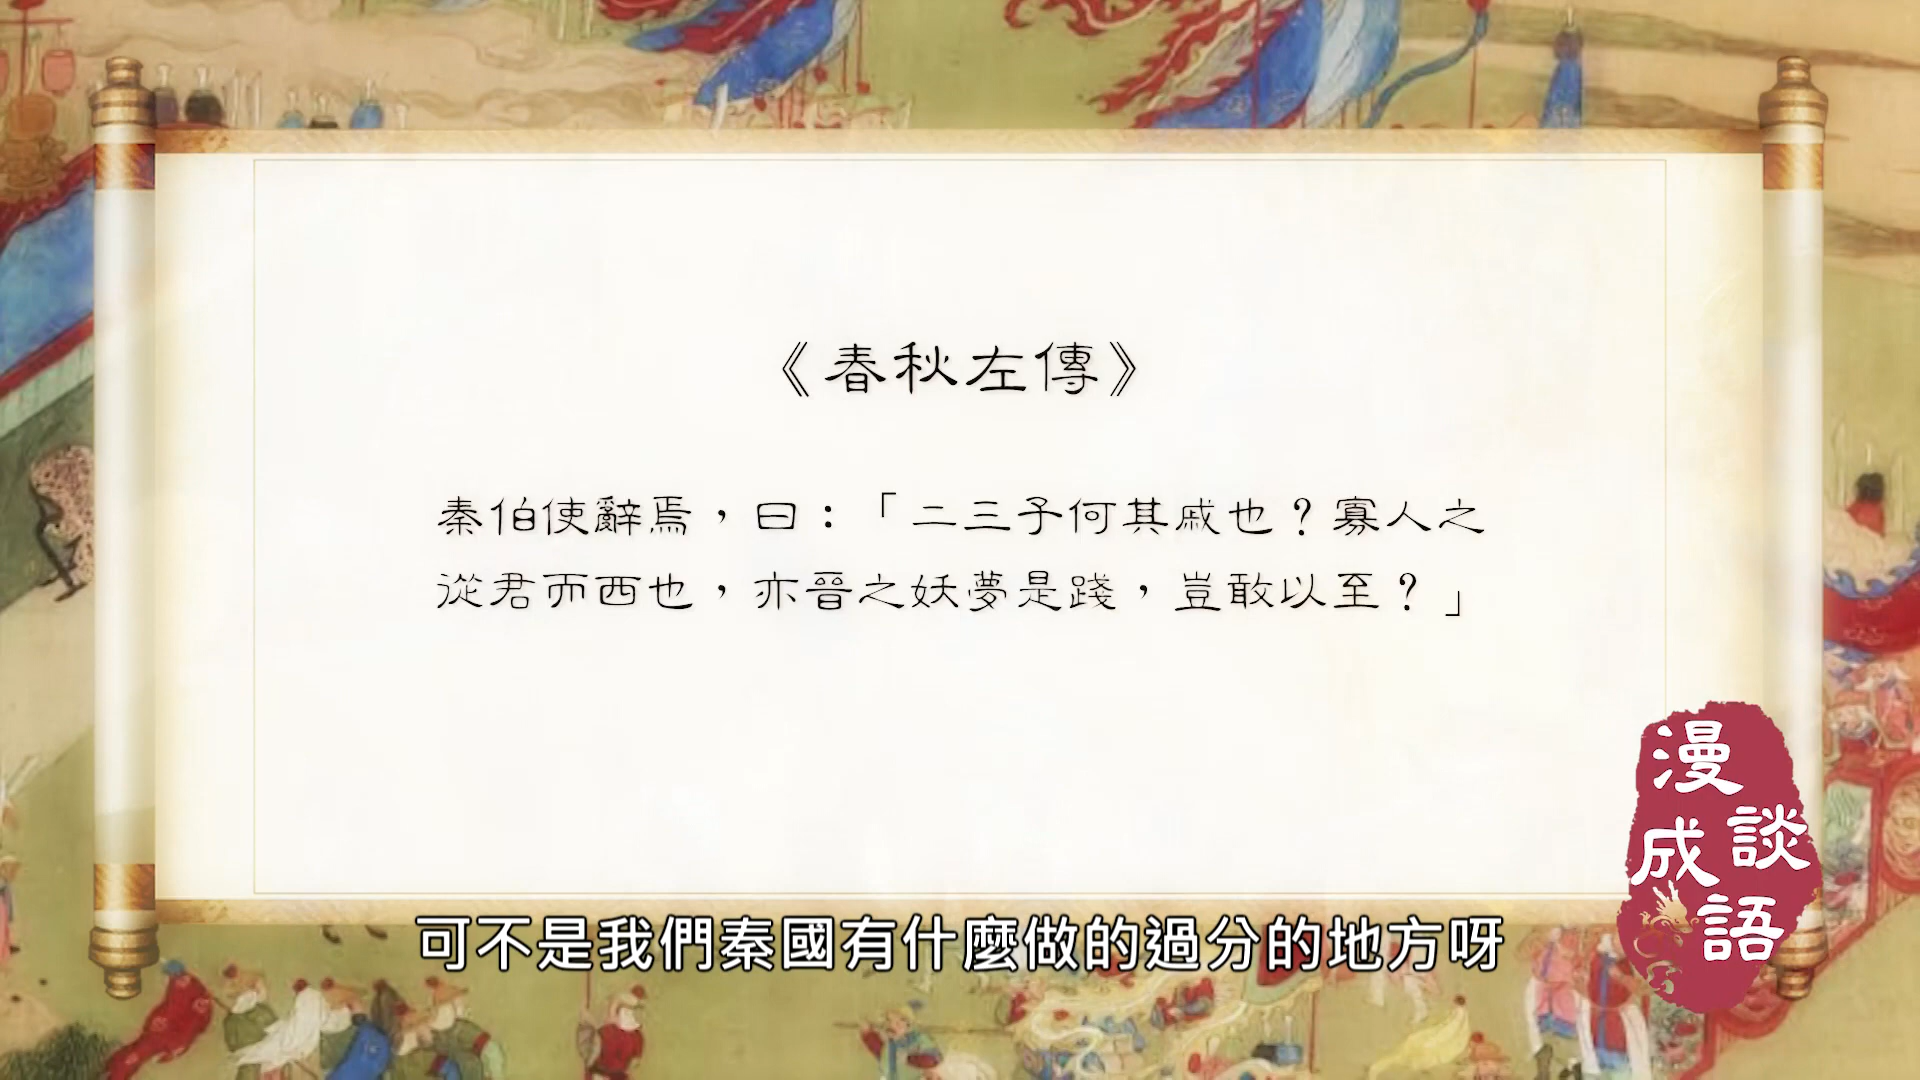 《春秋左傳》
秦伯使辭焉，曰：「二三子何其戚也？寡人之
從君而西也，亦晉之妖夢是踐，豈敢以至？」
漫談
成語
可不是我們秦國有什麼做的過分的地方呀